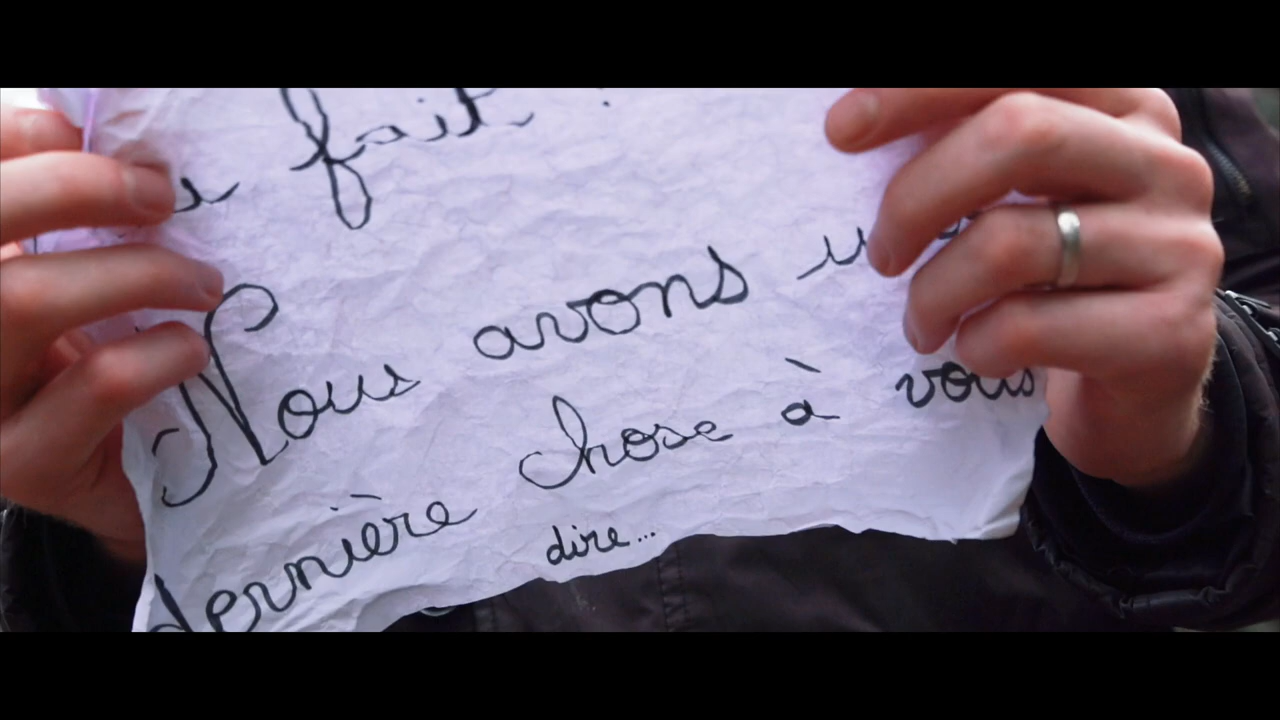 fait !
Nous avons
dernière chose à vous
dire...